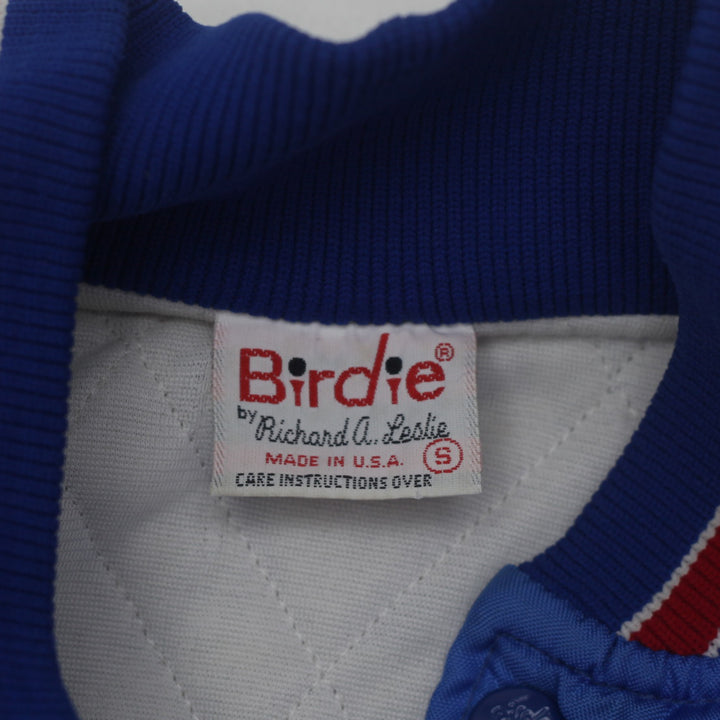 Birdie®
by Richard A. Leslie
MADE IN U.S.A. S
CARE INSTRUCTIONS OVER